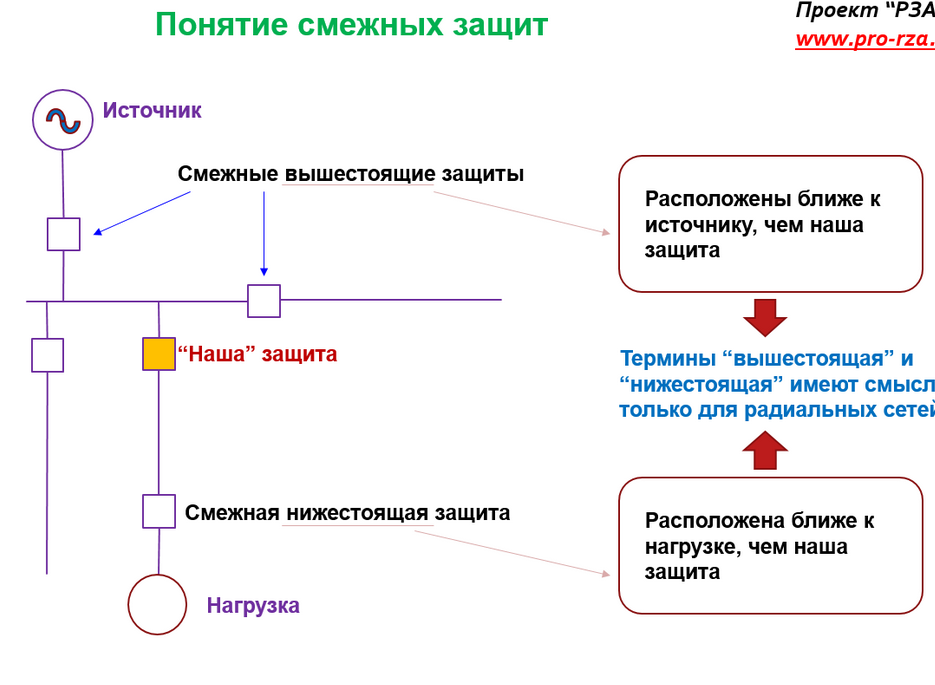 Понятие смежных защит
Проект “РЗА
www.pro-rza.
Источник
Смежные вышестоящие защиты
Расположены ближе к
источнику, чем наша
защита
“Наша” защита
Термины “вышестоящая” и
“нижестоящая” имеют смысл
только для радиальных сетей
Смежная нижестоящая защита
Расположена ближе к
нагрузке, чем наша
защита
Нагрузка